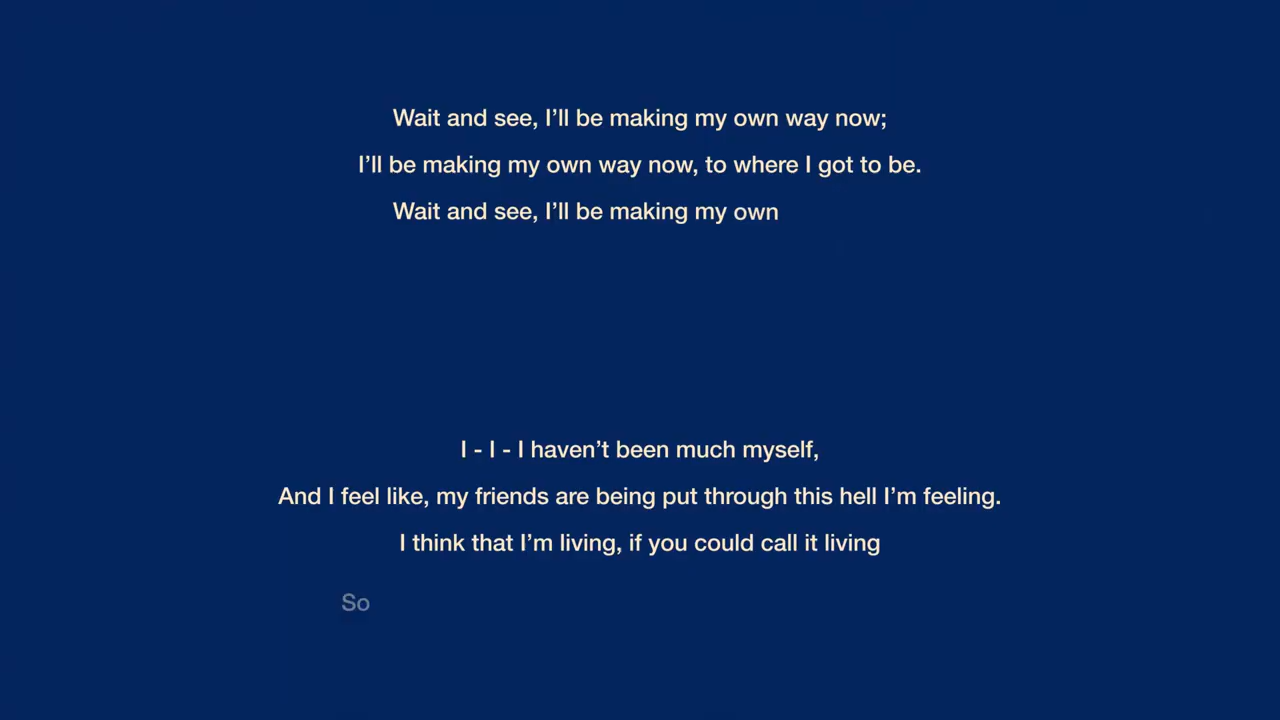 Wait and see, I’ll be making my own way now;
I’ll be making my own way now, to where I got to be.
Wait and see, I’ll be making my own
I - I - I haven’t been much myself,
And I feel like, my friends are being put through this hell I’m feeling.
I think that I’m living, if you could call it living
So